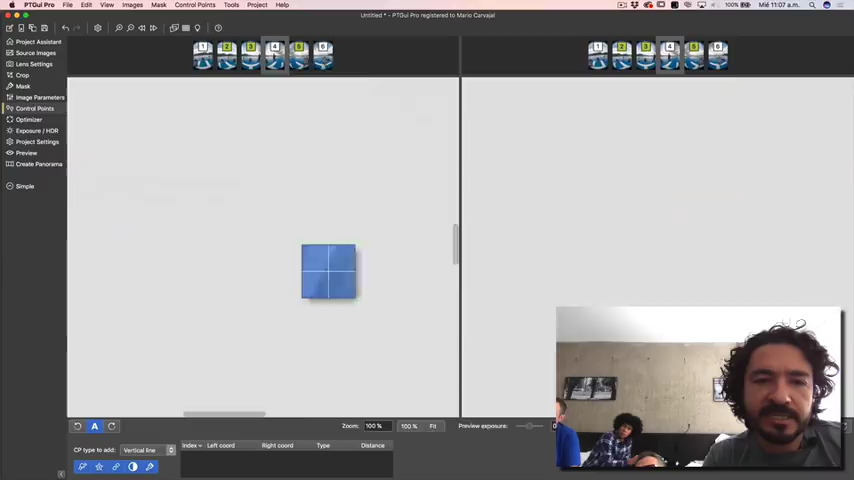 PTGui Pro File Edit View Images Control Points Mask Tools Project Help
100% Mié 11:07 a.m.
Untitled * - PTGui Pro registered to Mario Carvajal
1 2 3 4 5 6
1 2 3 4 5 6
Project Assistant
Source Images
Lens Settings
Crop
Mask
Image Parameters
Control Points
Optimizer
Exposure / HDR
Project Settings
Preview
Create Panorama
Simple
A
Zoom: 100 % 100 % Fit Preview exposure:
CP type to add: Vertical line
Index Left coord Right coord Type Distance